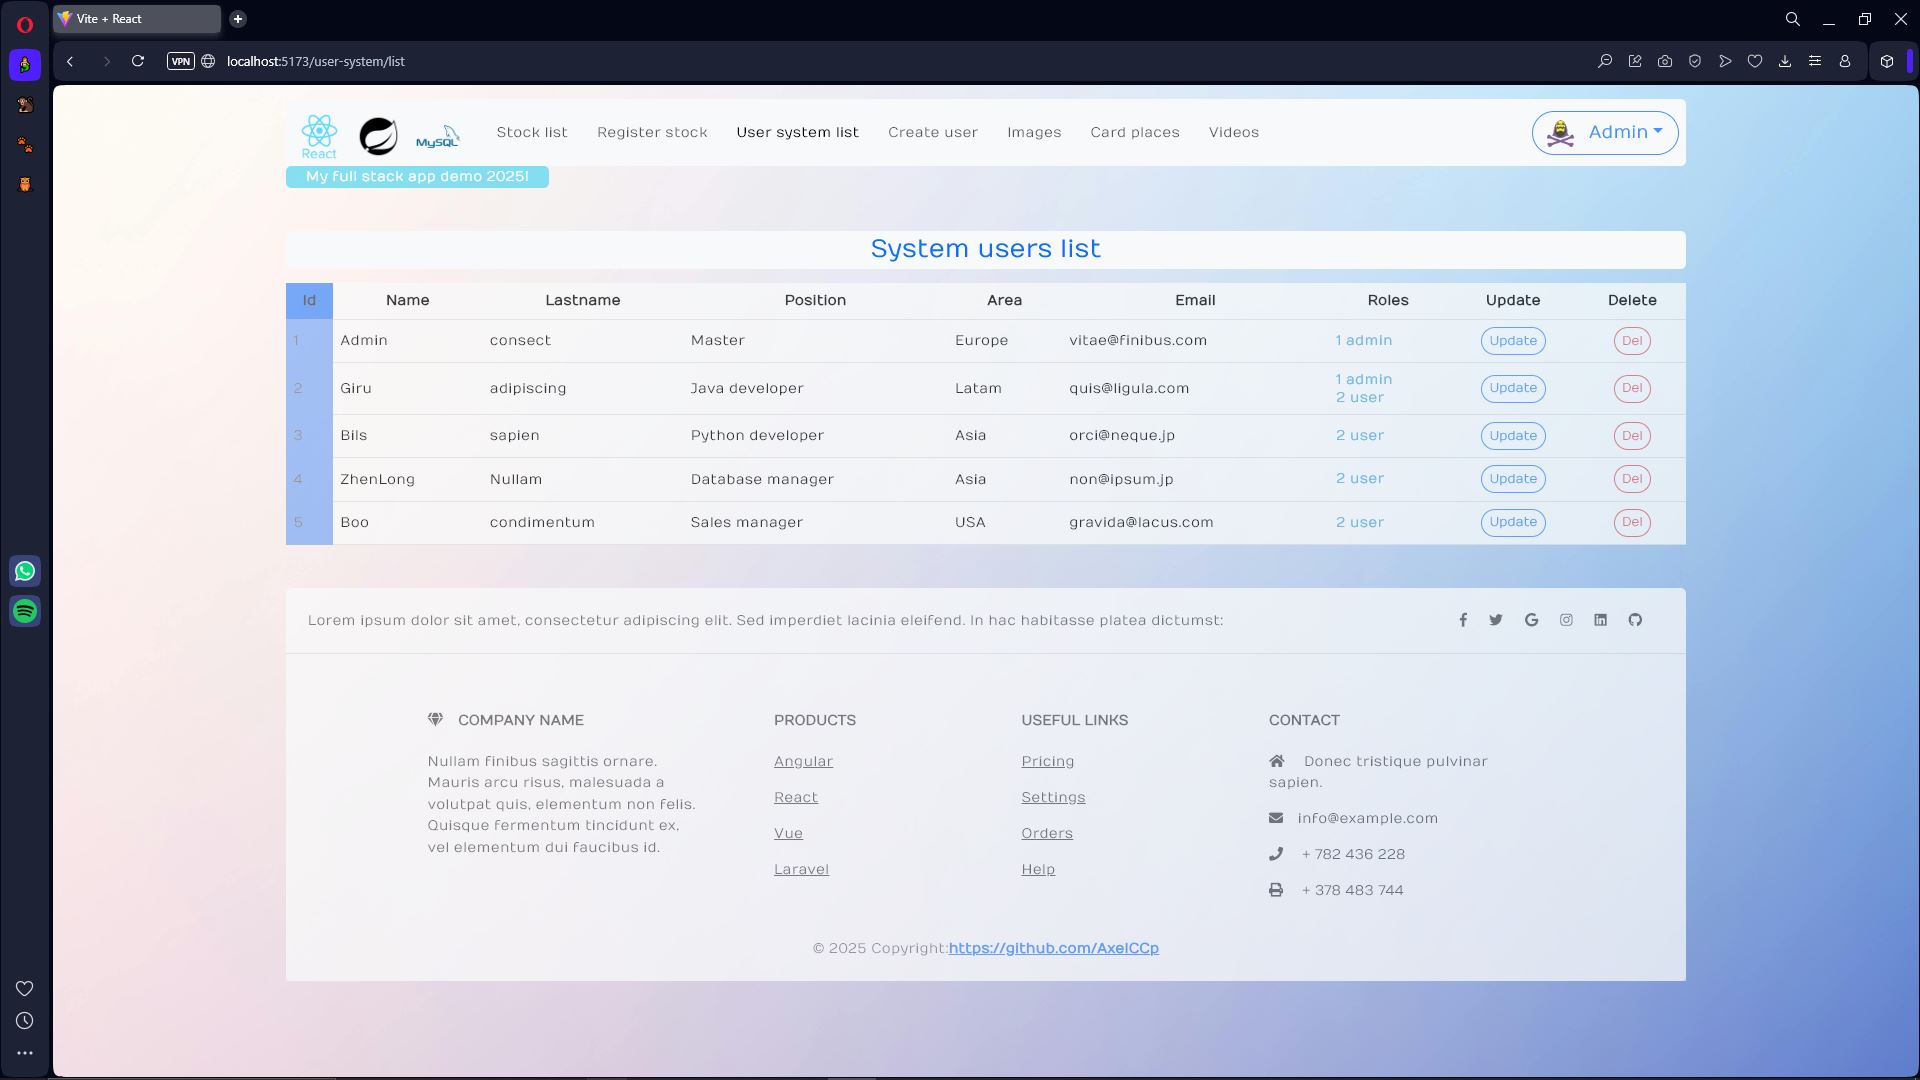 Vite + React
VPN localhost:5173/user-system/list
React MySQL Stock list Register stock User system list Create user Images Card places Videos Admin
My full stack app demo 2025!
System users list
Id Name Lastname Position Area Email Roles Update Delete
1 Admin consect Master Europe vitae@finibus.com 1 admin Update Del
2 Giru adipiscing Java developer Latam quis@ligula.com 1 admin 2 user Update Del
3 Bils sapien Python developer Asia orci@neque.jp 2 user Update Del
4 ZhenLong Nullam Database manager Asia non@ipsum.jp 2 user Update Del
5 Boo condimentum Sales manager USA gravida@lacus.com 2 user Update Del
Lorem ipsum dolor sit amet, consectetur adipiscing elit. Sed imperdiet lacinia eleifend. In hac habitasse platea dictumst:
COMPANY NAME
Nullam finibus sagittis ornare.
Mauris arcu risus, malesuada a
volutpat quis, elementum non felis.
Quisque fermentum tincidunt ex,
vel elementum dui faucibus id.
PRODUCTS
Angular
React
Vue
Laravel
USEFUL LINKS
Pricing
Settings
Orders
Help
CONTACT
Donec tristique pulvinar
sapien.
info@example.com
+ 782 436 228
+ 378 483 744
© 2025 Copyright:https://github.com/AxelCCp